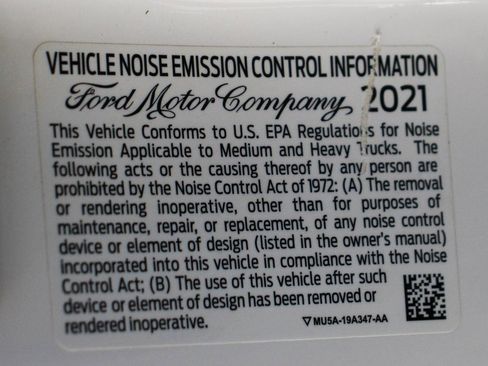 VEHICLE NOISE EMISSION CONTROL INFORMATION
Ford Motor Company 2021
This Vehicle Conforms to U.S. EPA Regulations for Noise
Emission Applicable to Medium and Heavy Trucks. The
following acts or the causing thereof by any person are
prohibited by the Noise Control Act of 1972: (A) The removal
or rendering inoperative, other than for purposes of
maintenance, repair, or replacement, of any noise control
device or element of design (listed in the owner's manual)
incorporated into this vehicle in compliance with the Noise
Control Act; (B) The use of this vehicle after such
device or element of design has been removed or
rendered inoperative.
▽ MU5A-19A347-AA